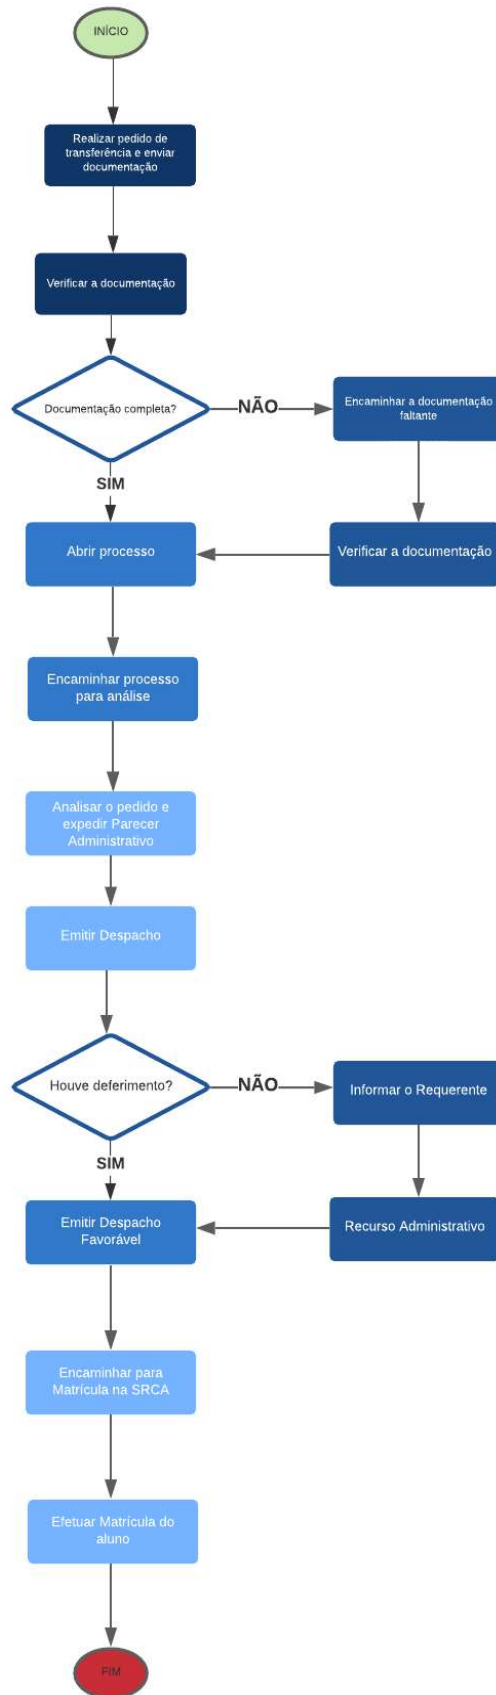 INÍCIO
Realizar pedido de
transferência e enviar
documentação
Verificar a documentação
Documentação completa?
NÃO
Encaminhar a documentação
faltante
SIM
Abrir processo
Verificar a documentação
Encaminhar processo
para análise
Analisar o pedido e
expedir Parecer
Administrativo
Emitir Despacho
Houve deferimento?
NÃO
Informar o Requerente
SIM
Emitir Despacho
Favorável
Recurso Administrativo
Encaminhar para
Matrícula na SRCA
Efetuar Matrícula do
aluno
FIM